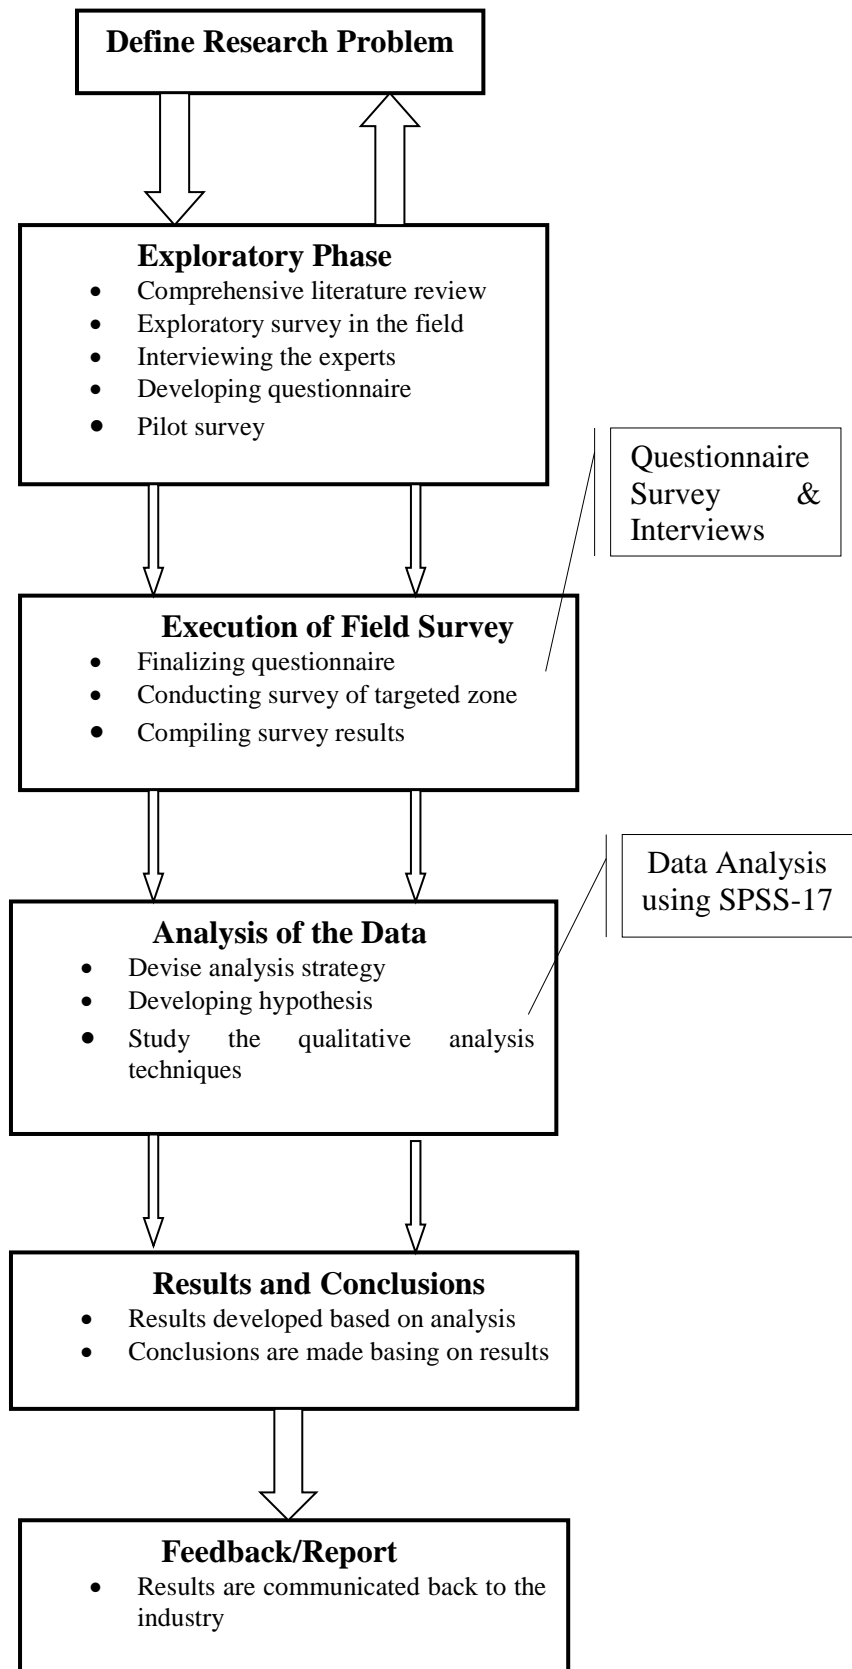 Define Research Problem
Exploratory Phase
• Comprehensive literature review
• Exploratory survey in the field
• Interviewing the experts
• Developing questionnaire
• Pilot survey
Questionnaire
Survey &
Interviews
Execution of Field Survey
• Finalizing questionnaire
• Conducting survey of targeted zone
• Compiling survey results
Data Analysis
using SPSS-17
Analysis of the Data
• Devise analysis strategy
• Developing hypothesis
• Study the qualitative analysis
techniques
Results and Conclusions
• Results developed based on analysis
• Conclusions are made basing on results
Feedback/Report
• Results are communicated back to the
industry